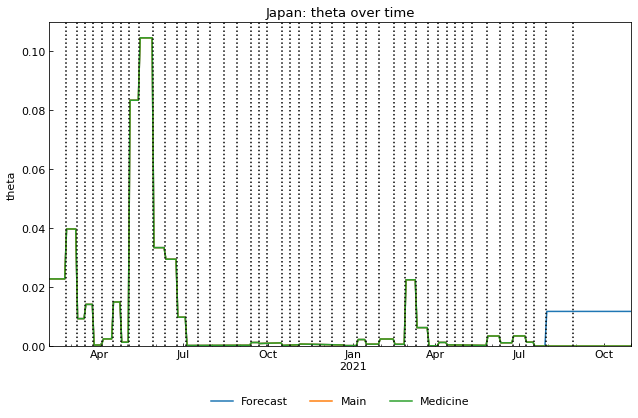 Japan: theta over time
0.10
0.08
0.06
0.04
0.02
0.00
theta
Apr Jul Oct Jan Apr Jul Oct
2021
Forecast Main Medicine